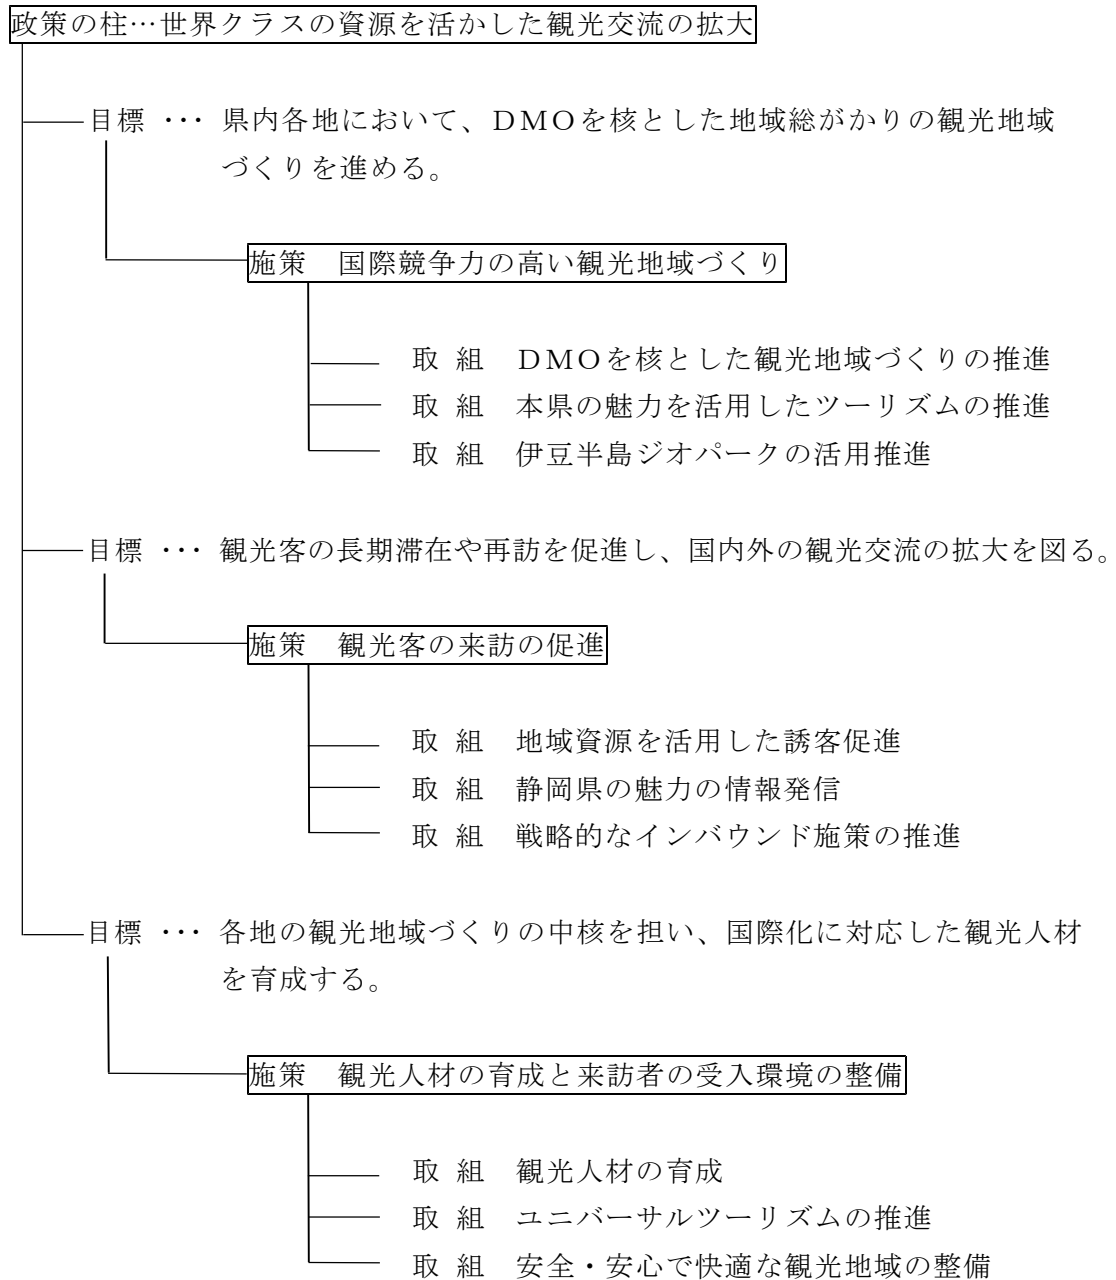 政策の柱…世界クラスの資源を活かした観光交流の拡大
目標 ･･･ 県内各地において、ＤＭＯを核とした地域総がかりの観光地域
づくりを進める。
施策　国際競争力の高い観光地域づくり
取 組　ＤＭＯを核とした観光地域づくりの推進
取 組　本県の魅力を活用したツーリズムの推進
取 組　伊豆半島ジオパークの活用推進
目標 ･･･ 観光客の長期滞在や再訪を促進し、国内外の観光交流の拡大を図る。
施策　観光客の来訪の促進
取 組　地域資源を活用した誘客促進
取 組　静岡県の魅力の情報発信
取 組　戦略的なインバウンド施策の推進
目標 ･･･ 各地の観光地域づくりの中核を担い、国際化に対応した観光人材
を育成する。
施策　観光人材の育成と来訪者の受入環境の整備
取 組　観光人材の育成
取 組　ユニバーサルツーリズムの推進
取 組　安全・安心で快適な観光地域の整備